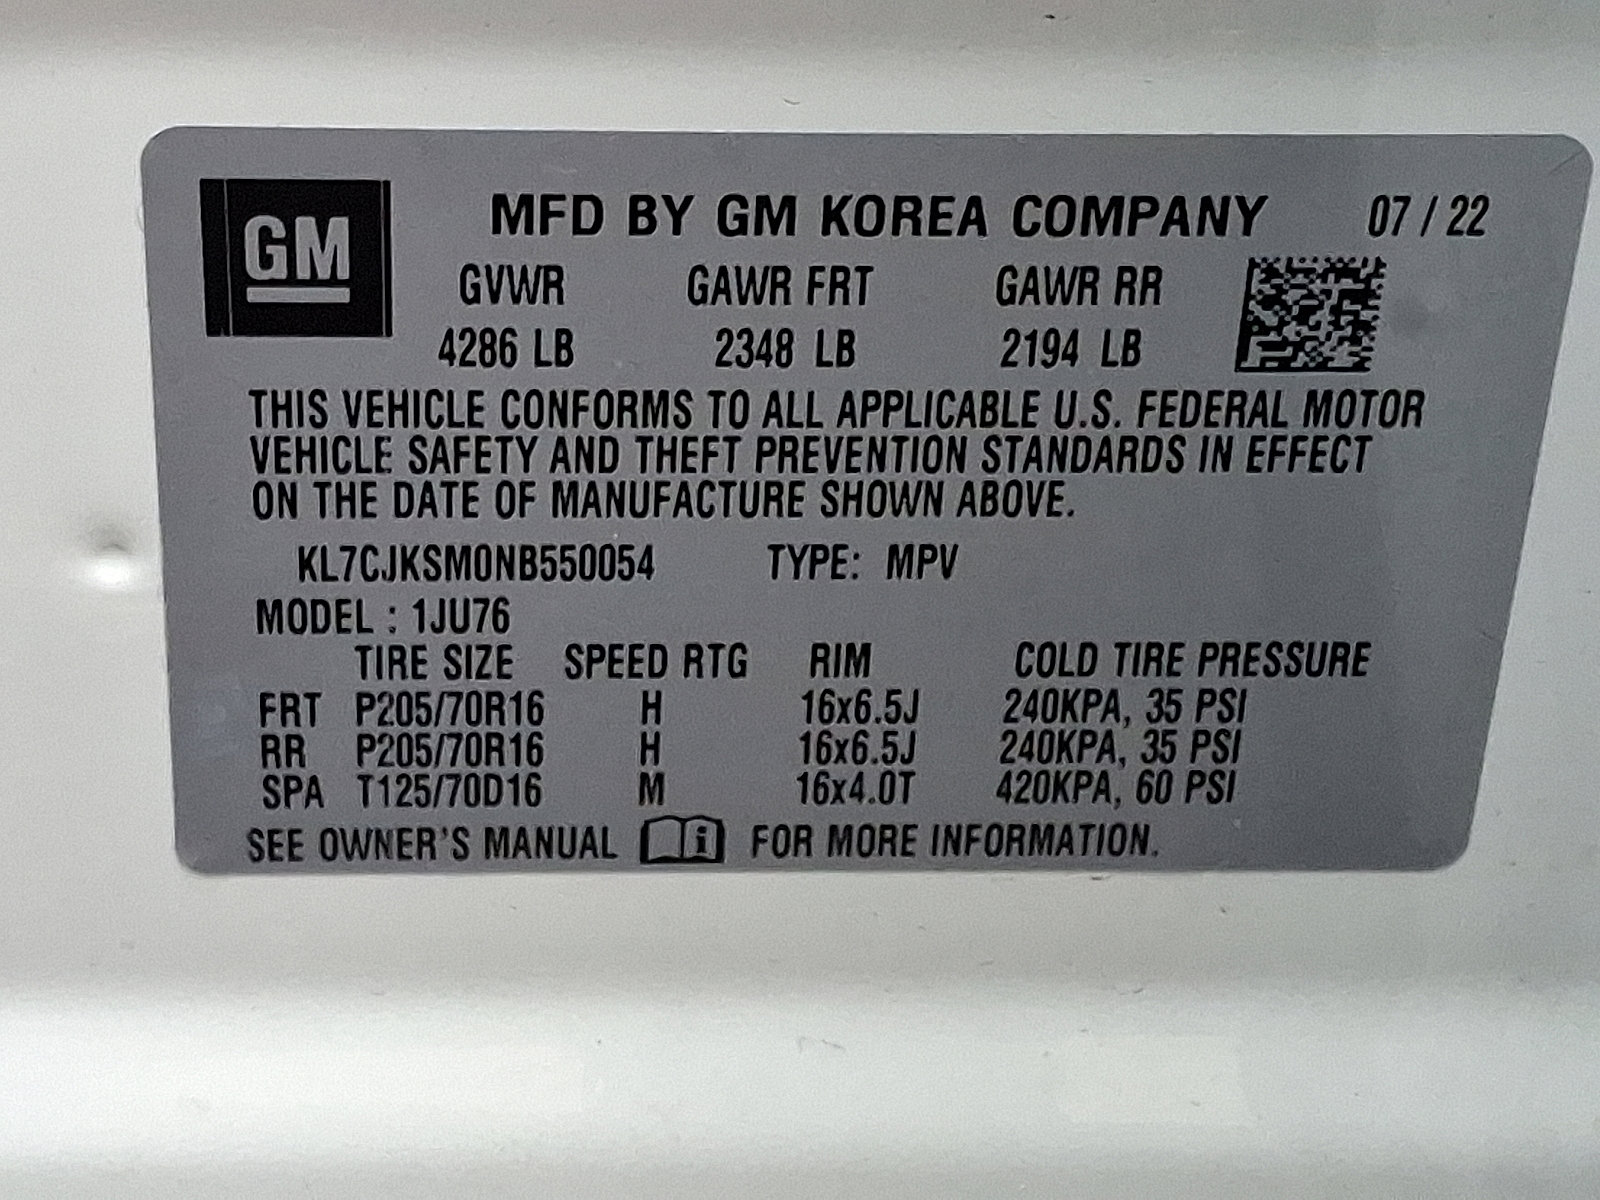 GM
MFD BY GM KOREA COMPANY 07 / 22
GVWR GAWR FRT GAWR RR
4286 LB 2348 LB 2194 LB
THIS VEHICLE CONFORMS TO ALL APPLICABLE U.S. FEDERAL MOTOR
VEHICLE SAFETY AND THEFT PREVENTION STANDARDS IN EFFECT
ON THE DATE OF MANUFACTURE SHOWN ABOVE.
KL7CJKSM0NB550054 TYPE: MPV
MODEL : 1JU76
TIRE SIZE SPEED RTG RIM COLD TIRE PRESSURE
FRT P205/70R16 H 16x6.5J 240KPA, 35 PSI
RR P205/70R16 H 16x6.5J 240KPA, 35 PSI
SPA T125/70D16 M 16x4.0T 420KPA, 60 PSI
SEE OWNER'S MANUAL i FOR MORE INFORMATION.